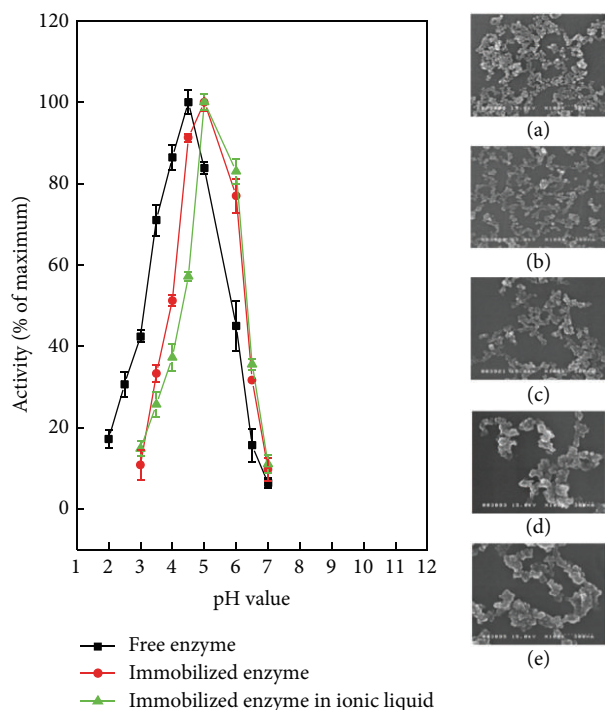 120
100
80
60
40
20
0
Activity (% of maximum)
1 2 3 4 5 6 7 8 9 10 11 12
pH value
Free enzyme
Immobilized enzyme
Immobilized enzyme in ionic liquid
(a)
(b)
(c)
(d)
(e)